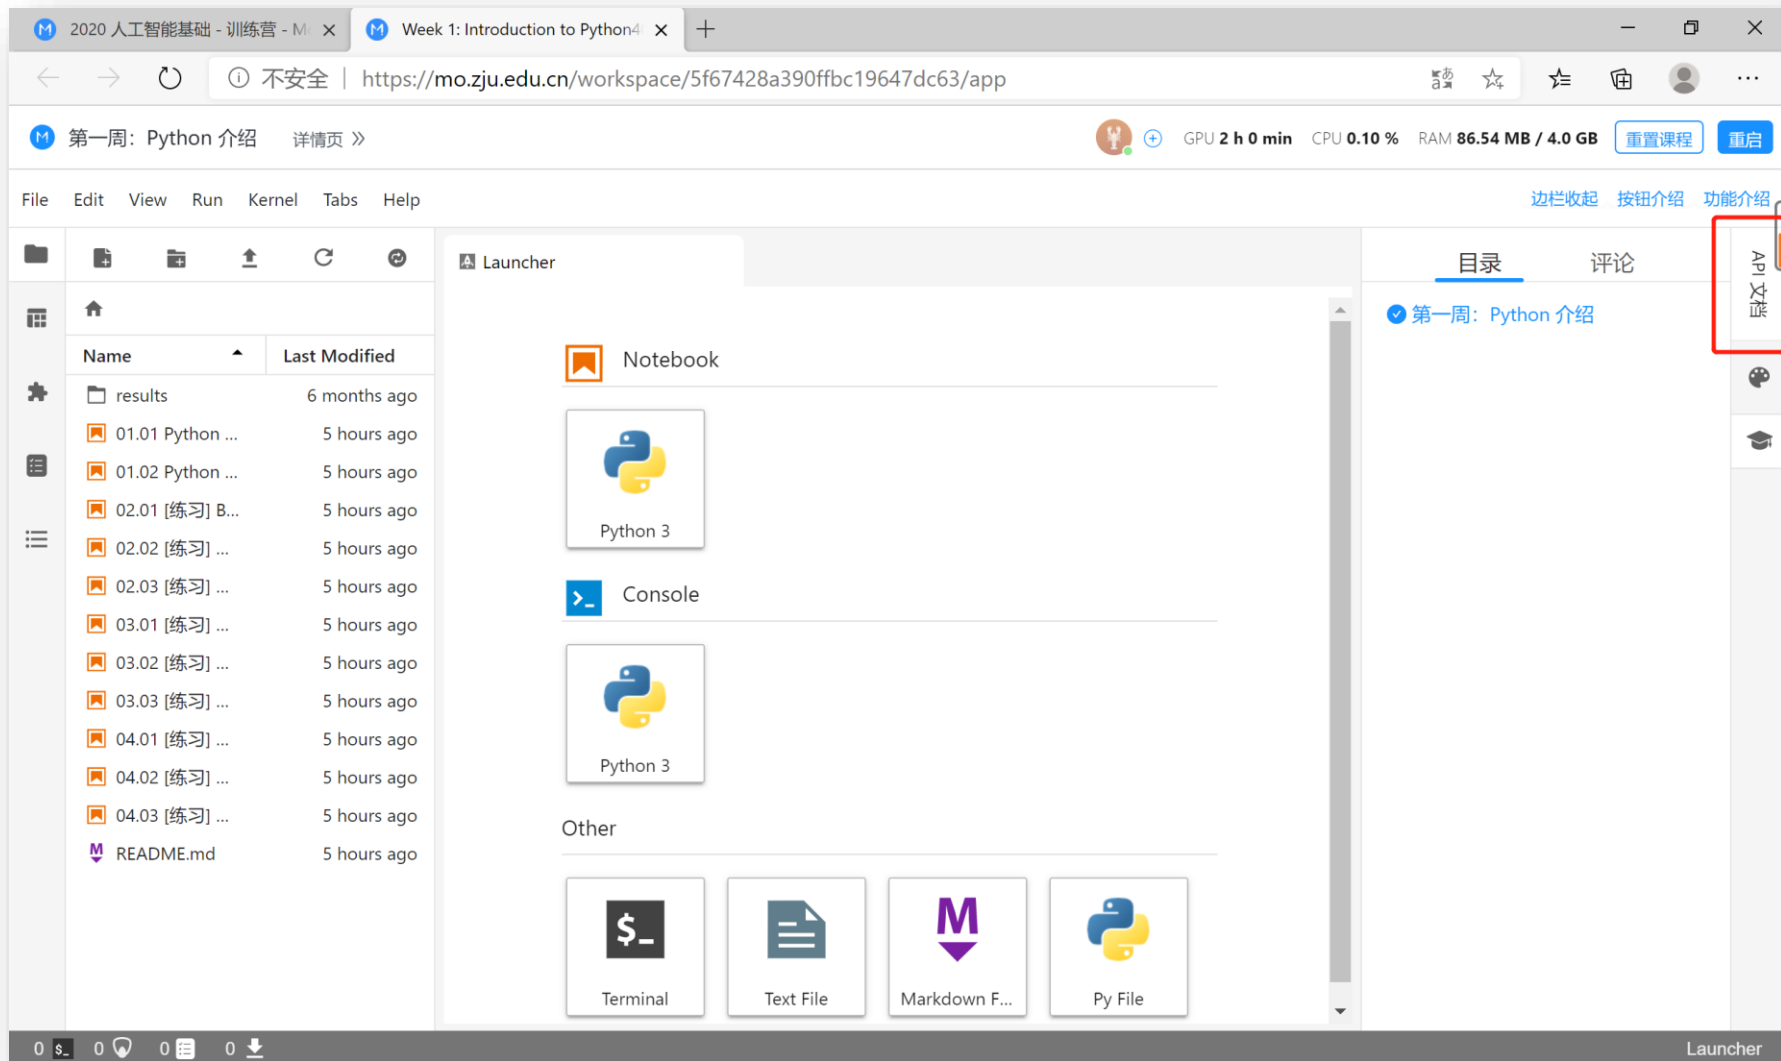 2020 人工智能基础 - 训练营 - M
Week 1: Introduction to Python4
不安全 | https://mo.zju.edu.cn/workspace/5f67428a390ffbc19647dc63/app
第一周：Python 介绍 详情页
GPU 2 h 0 min CPU 0.10 % RAM 86.54 MB / 4.0 GB 重置课程 重启
File Edit View Run Kernel Tabs Help
边栏收起 按钮介绍 功能介绍
Launcher
目录 评论
API 文档
第一周：Python 介绍
Name Last Modified
results 6 months ago
01.01 Python ... 5 hours ago
01.02 Python ... 5 hours ago
02.01 [练习] B... 5 hours ago
02.02 [练习] ... 5 hours ago
02.03 [练习] ... 5 hours ago
03.01 [练习] ... 5 hours ago
03.02 [练习] ... 5 hours ago
03.03 [练习] ... 5 hours ago
04.01 [练习] ... 5 hours ago
04.02 [练习] ... 5 hours ago
04.03 [练习] ... 5 hours ago
README.md 5 hours ago
Notebook
Python 3
Console
Python 3
Other
Terminal
Text File
Markdown F...
Py File
0 $_ 0 0 0
Launcher